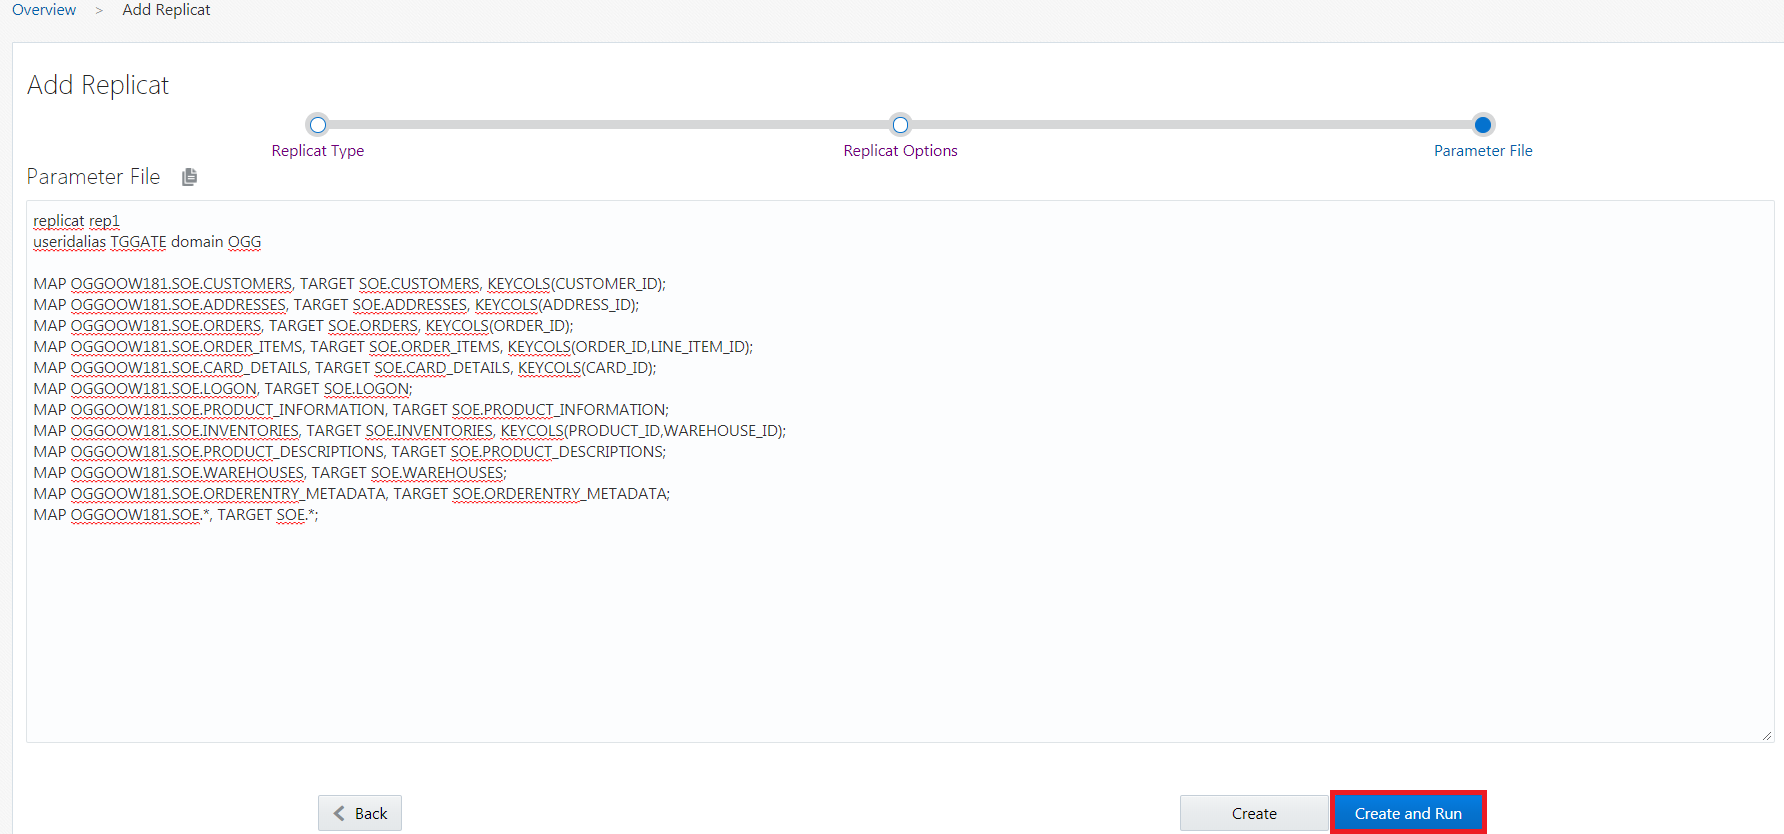 Overview > Add Replicat
Add Replicat
Replicat Type
Replicat Options
Parameter File
Parameter File
replicat rep1
useridalias TGGATE domain OGG
MAP OGGOOW181.SOE.CUSTOMERS, TARGET SOE.CUSTOMERS, KEYCOLS(CUSTOMER_ID);
MAP OGGOOW181.SOE.ADDRESSES, TARGET SOE.ADDRESSES, KEYCOLS(ADDRESS_ID);
MAP OGGOOW181.SOE.ORDERS, TARGET SOE.ORDERS, KEYCOLS(ORDER_ID);
MAP OGGOOW181.SOE.ORDER_ITEMS, TARGET SOE.ORDER_ITEMS, KEYCOLS(ORDER_ID,LINE_ITEM_ID);
MAP OGGOOW181.SOE.CARD_DETAILS, TARGET SOE.CARD_DETAILS, KEYCOLS(CARD_ID);
MAP OGGOOW181.SOE.LOGON, TARGET SOE.LOGON;
MAP OGGOOW181.SOE.PRODUCT_INFORMATION, TARGET SOE.PRODUCT_INFORMATION;
MAP OGGOOW181.SOE.INVENTORIES, TARGET SOE.INVENTORIES, KEYCOLS(PRODUCT_ID,WAREHOUSE_ID);
MAP OGGOOW181.SOE.PRODUCT_DESCRIPTIONS, TARGET SOE.PRODUCT_DESCRIPTIONS;
MAP OGGOOW181.SOE.WAREHOUSES, TARGET SOE.WAREHOUSES;
MAP OGGOOW181.SOE.ORDERENTRY_METADATA, TARGET SOE.ORDERENTRY_METADATA;
MAP OGGOOW181.SOE.*, TARGET SOE.*;
Back
Create
Create and Run